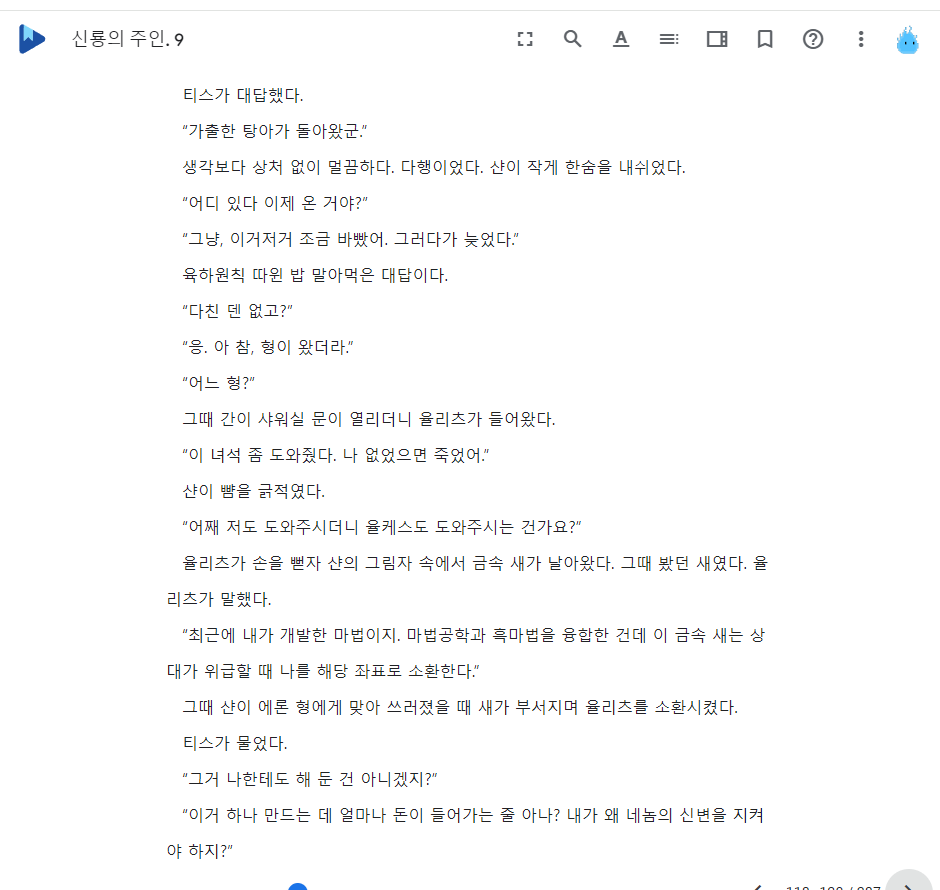 신룡의 주인. 9
티스가 대답했다.
“가출한 탕아가 돌아왔군.”
생각보다 상처 없이 멀끔하다. 다행이었다. 샨이 작게 한숨을 내쉬었다.
“어디 있다 이제 온 거야?”
“그냥, 이거저거 조금 바빴어. 그러다가 늦었다.”
육하원칙 따윈 밥 말아먹은 대답이다.
“다친 덴 없고?”
“응. 아 참, 형이 왔더라.”
“어느 형?”
그때 간이 샤워실 문이 열리더니 율리츠가 들어왔다.
“이 녀석 좀 도와줬다. 나 없었으면 죽었어.”
샨이 뺨을 긁적였다.
“어째 저도 도와주시더니 율케스도 도와주시는 건가요?”
율리츠가 손을 뻗자 샨의 그림자 속에서 금속 새가 날아왔다. 그때 봤던 새였다. 율
리츠가 말했다.
“최근에 내가 개발한 마법이지. 마법공학과 흑마법을 융합한 건데 이 금속 새는 상
대가 위급할 때 나를 해당 좌표로 소환한다.”
그때 샨이 에론 형에게 맞아 쓰러졌을 때 새가 부서지며 율리츠를 소환시켰다.
티스가 물었다.
“그거 나한테도 해 둔 건 아니겠지?”
“이거 하나 만드는 데 얼마나 돈이 들어가는 줄 아나? 내가 왜 네놈의 신변을 지켜
야 하지?”